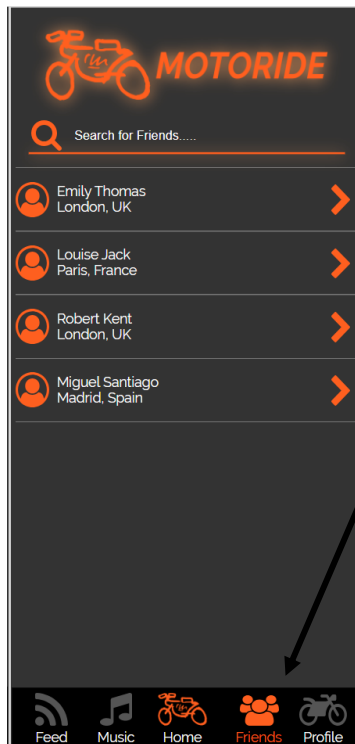 MOTORIDE
Search for Friends.....
Emily Thomas
London, UK
Louise Jack
Paris, France
Robert Kent
London, UK
Miguel Santiago
Madrid, Spain
Feed Music Home Friends Profile